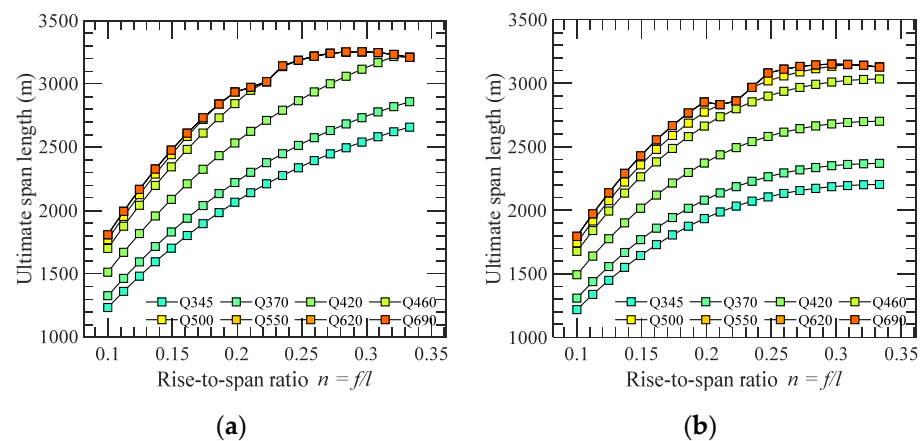 3500
3000
2500
2000
1500
1000
Ultimate span length (m)
Q345 Q370 Q420 Q460
Q500 Q550 Q620 Q690
0.1 0.15 0.2 0.25 0.3 0.35
Rise-to-span ratio n = f/l
(a)
3500
3000
2500
2000
1500
1000
Ultimate span length (m)
Q345 Q370 Q420 Q460
Q500 Q550 Q620 Q690
0.1 0.15 0.2 0.25 0.3 0.35
Rise-to-span ratio n = f/l
(b)